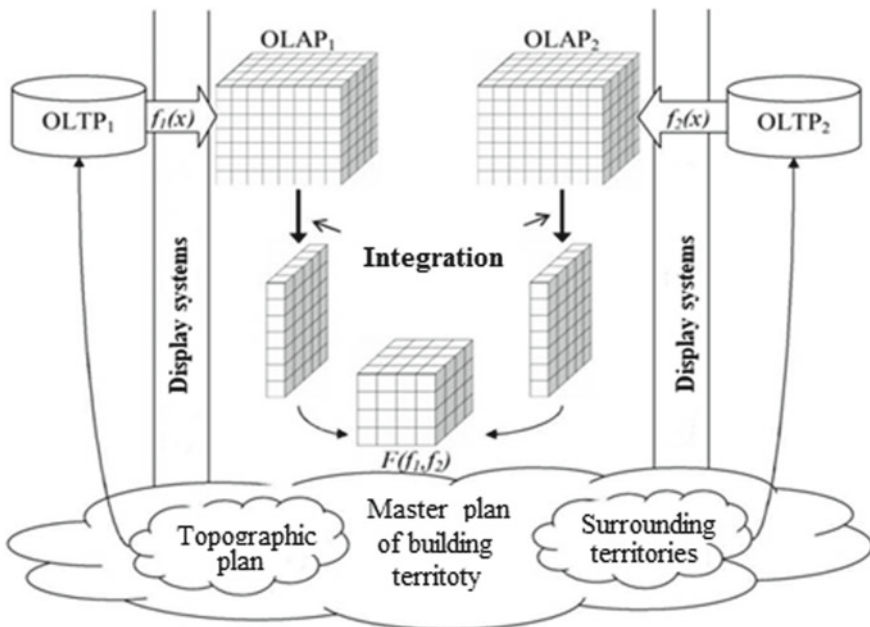 OLAP₁
OLAP₂
OLTP₁
f₁(x)
f₂(x)
OLTP₂
Integration
Display systems
Display systems
F(f₁,f₂)
Topographic
plan
Master plan
of building
territoty
Surrounding
territories